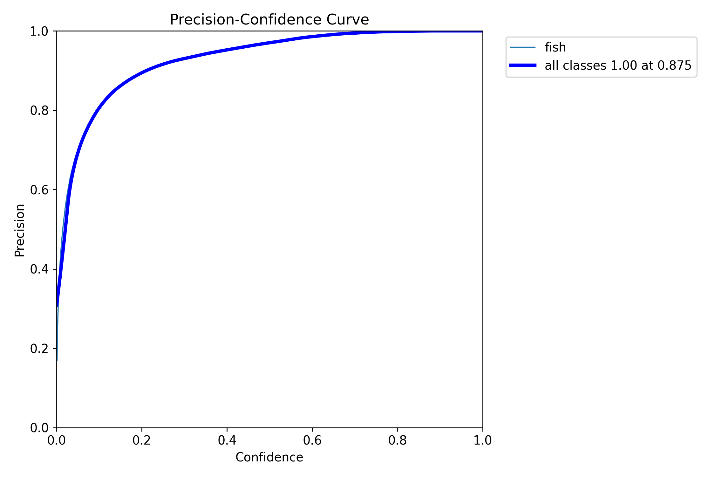 Precision-Confidence Curve
fish
all classes 1.00 at 0.875
Precision
1.0
0.8
0.6
0.4
0.2
0.0
0.0 0.2 0.4 0.6 0.8 1.0
Confidence